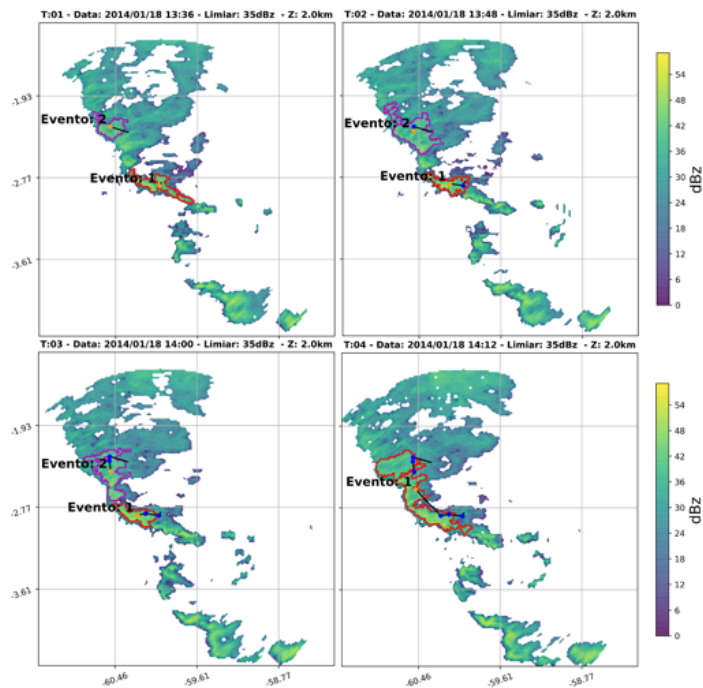 T:01 - Data: 2014/01/18 13:36 - Limiar: 35dBz - Z: 2.0km
T:02 - Data: 2014/01/18 13:48 - Limiar: 35dBz - Z: 2.0km
-1.93
-2.77
-3.61
Evento: 2
Evento: 1
Evento: 2
Evento: 1
54
48
42
36
30
24
18
12
6
0
dBz
T:03 - Data: 2014/01/18 14:00 - Limiar: 35dBz - Z: 2.0km
T:04 - Data: 2014/01/18 14:12 - Limiar: 35dBz - Z: 2.0km
-1.93
-2.77
-3.61
Evento: 2
Evento: 1
Evento: 1
54
48
42
36
30
24
18
12
6
0
dBz
-60.46
-59.61
-58.77
-60.46
-59.61
-58.77